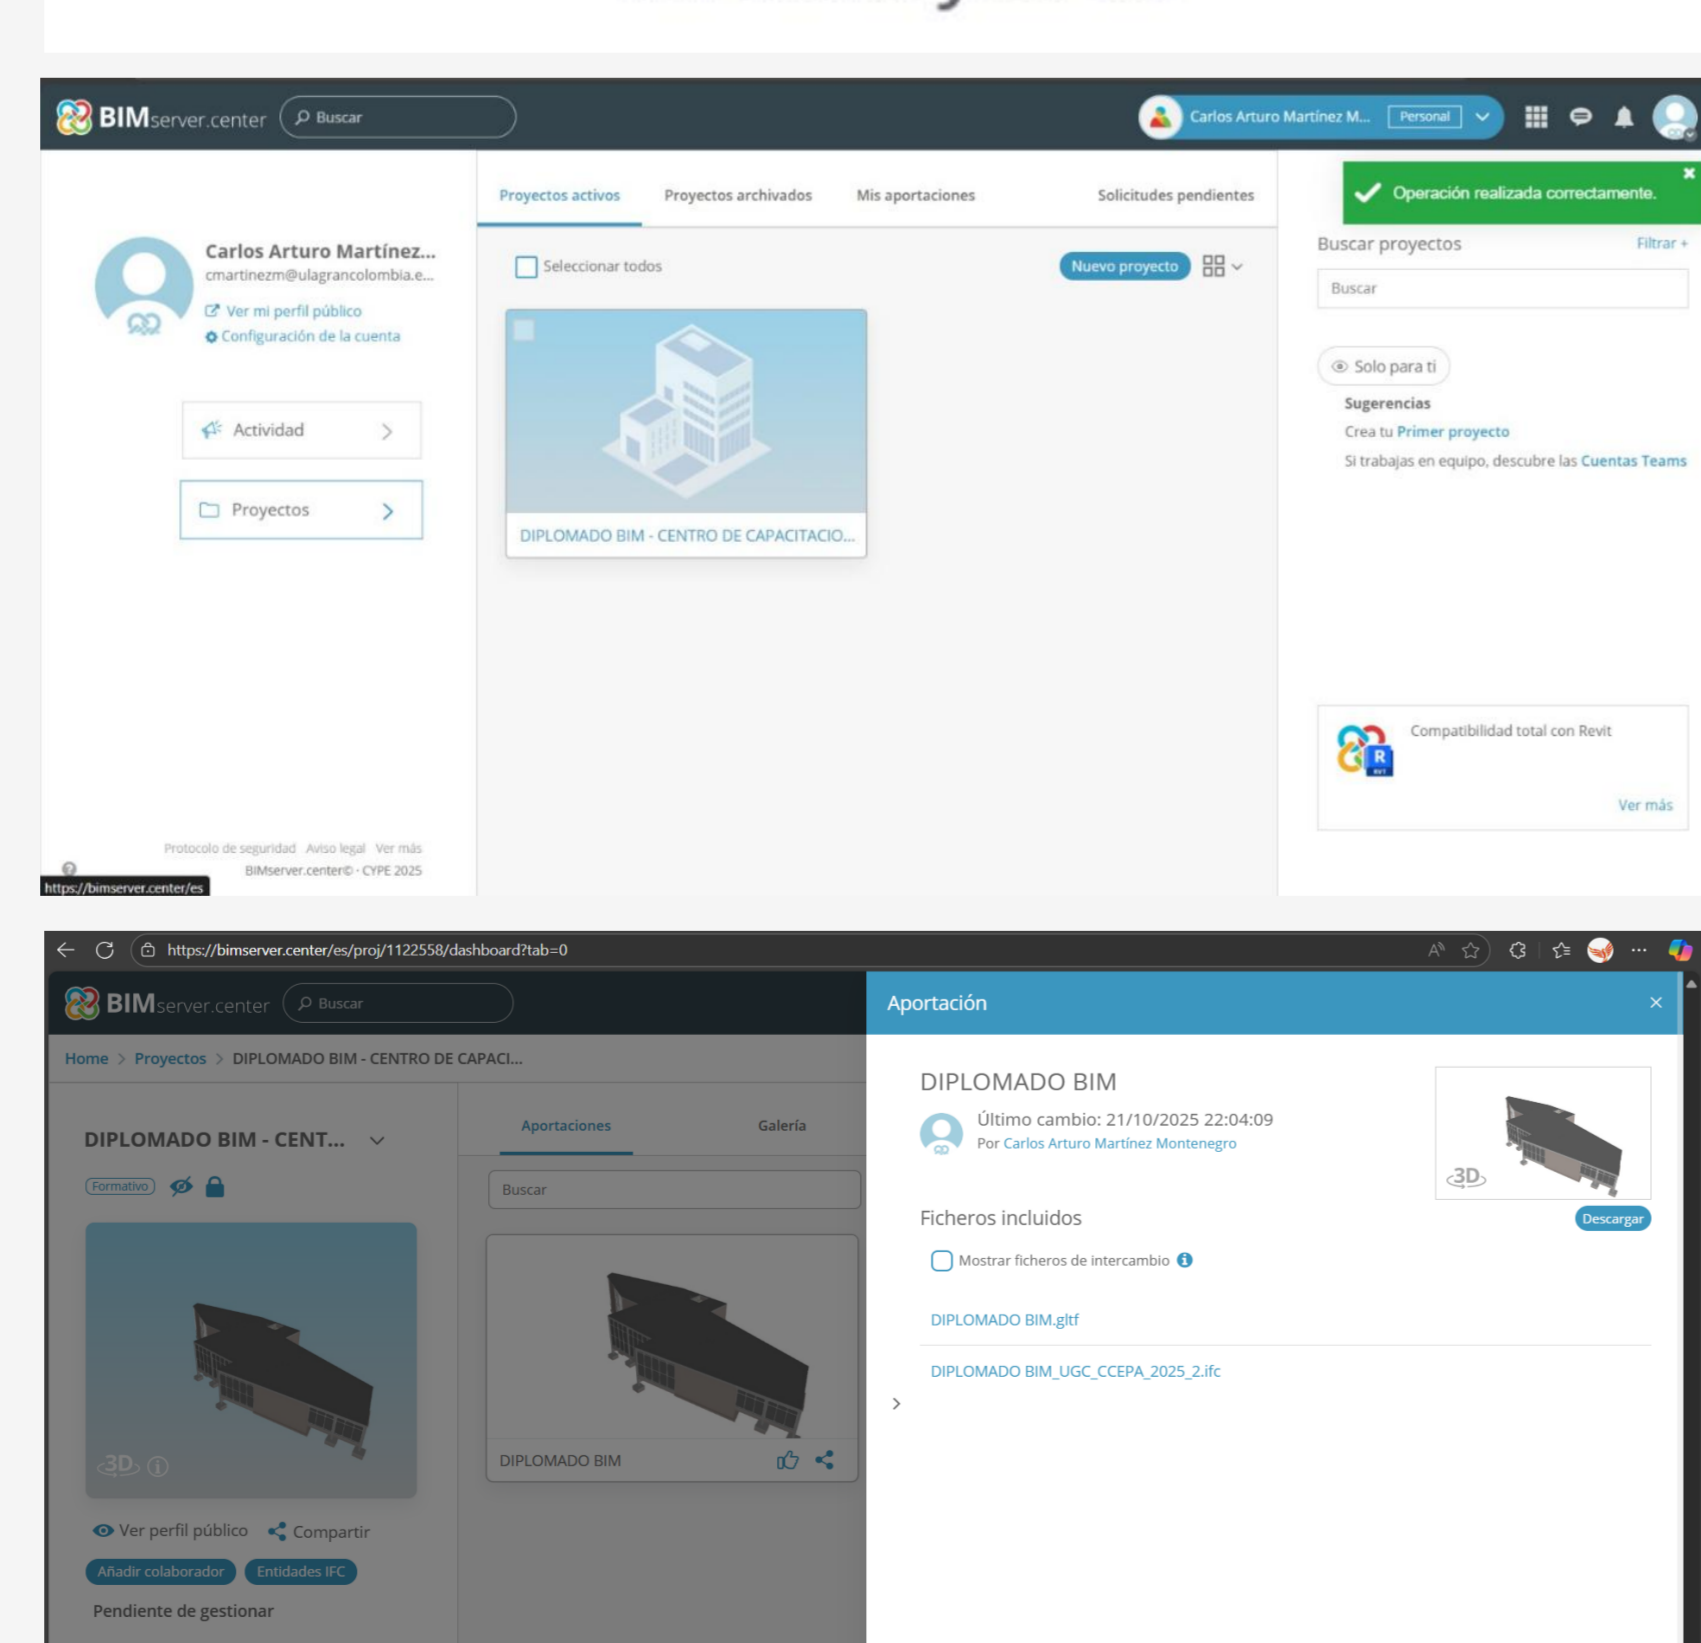 BIMserver.center
Buscar
Carlos Arturo Martínez M...
Personal
Proyectos activos
Proyectos archivados
Mis aportaciones
Solicitudes pendientes
Operación realizada correctamente.
Carlos Arturo Martínez...
cmartinezm@ulagrancolombia.e...
Ver mi perfil público
Configuración de la cuenta
Actividad
Proyectos
Seleccionar todos
Nuevo proyecto
DIPLOMADO BIM - CENTRO DE CAPACITACIO...
Buscar proyectos
Filtrar +
Buscar
Solo para ti
Sugerencias
Crea tu Primer proyecto
Si trabajas en equipo, descubre las Cuentas Teams
Compatibilidad total con Revit
R
RVT
Ver más
Protocolo de seguridad Aviso legal Ver más
BIMserver.center© - CYPE 2025
https://bimserver.center/es
https://bimserver.center/es/proj/1122558/dashboard?tab=0
BIMserver.center
Buscar
Home > Proyectos > DIPLOMADO BIM - CENTRO DE CAPACI...
DIPLOMADO BIM - CENT...
Formativo
3D
Ver perfil público
Compartir
Añadir colaborador
Entidades IFC
Pendiente de gestionar
Aportaciones
Galería
Buscar
DIPLOMADO BIM
Aportación
DIPLOMADO BIM
Último cambio: 21/10/2025 22:04:09
Por Carlos Arturo Martínez Montenegro
3D
Ficheros incluidos
Descargar
Mostrar ficheros de intercambio
DIPLOMADO BIM.gltf
DIPLOMADO BIM_UGC_CCEPA_2025_2.ifc